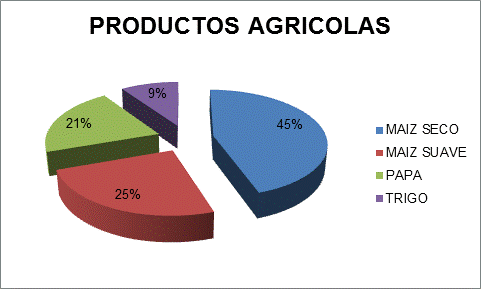 PRODUCTOS AGRICOLAS
9%
45%
21%
25%
MAIZ SECO
MAIZ SUAVE
PAPA
TRIGO